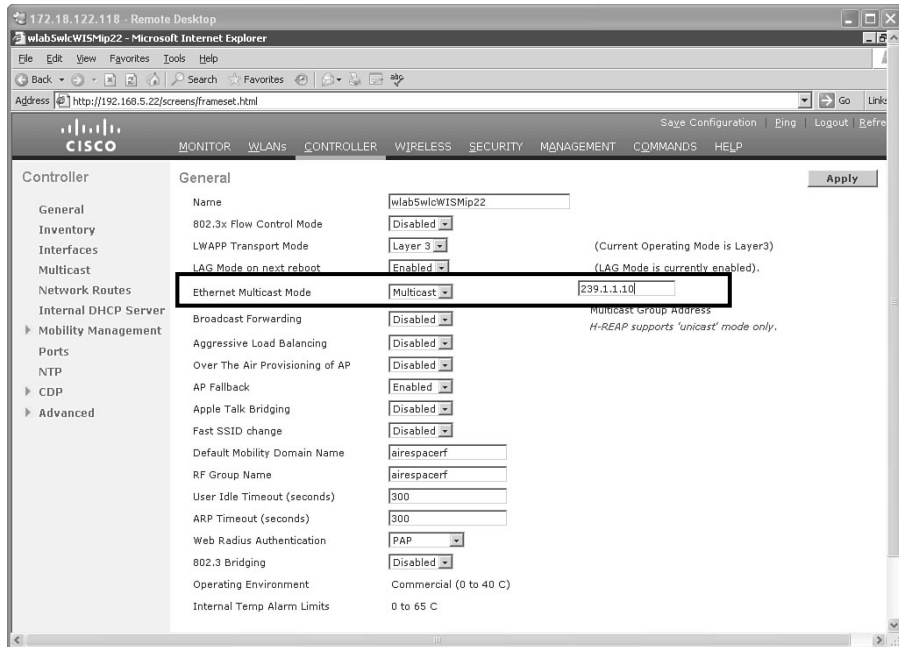 172.18.122.118 - Remote Desktop
wlab5wlcWISMip22 - Microsoft Internet Explorer
File Edit View Favorites Tools Help
Back Search Favorites
Address http://192.168.5.22/screens/frameset.html Go Links
Save Configuration | Ping | Logout | Refre
CISCO MONITOR WLANs CONTROLLER WIRELESS SECURITY MANAGEMENT COMMANDS HELP
Controller
General
Inventory
Interfaces
Multicast
Network Routes
Internal DHCP Server
Mobility Management
Ports
NTP
CDP
Advanced
General Apply
Name wlab5wlcWISMip22
802.3x Flow Control Mode Disabled
LWAPP Transport Mode Layer 3 (Current Operating Mode is Layer3)
LAG Mode on next reboot Enabled (LAG Mode is currently enabled).
Ethernet Multicast Mode Multicast 239.1.1.10
Multicast Group Address
Broadcast Forwarding Disabled
H-REAP supports 'unicast' mode only.
Aggressive Load Balancing Disabled
Over The Air Provisioning of AP Disabled
AP Fallback Enabled
Apple Talk Bridging Disabled
Fast SSID change Disabled
Default Mobility Domain Name airespacerf
RF Group Name airespacerf
User Idle Timeout (seconds) 300
ARP Timeout (seconds) 300
Web Radius Authentication PAP
802.3 Bridging Disabled
Operating Environment Commercial (0 to 40 C)
Internal Temp Alarm Limits 0 to 65 C